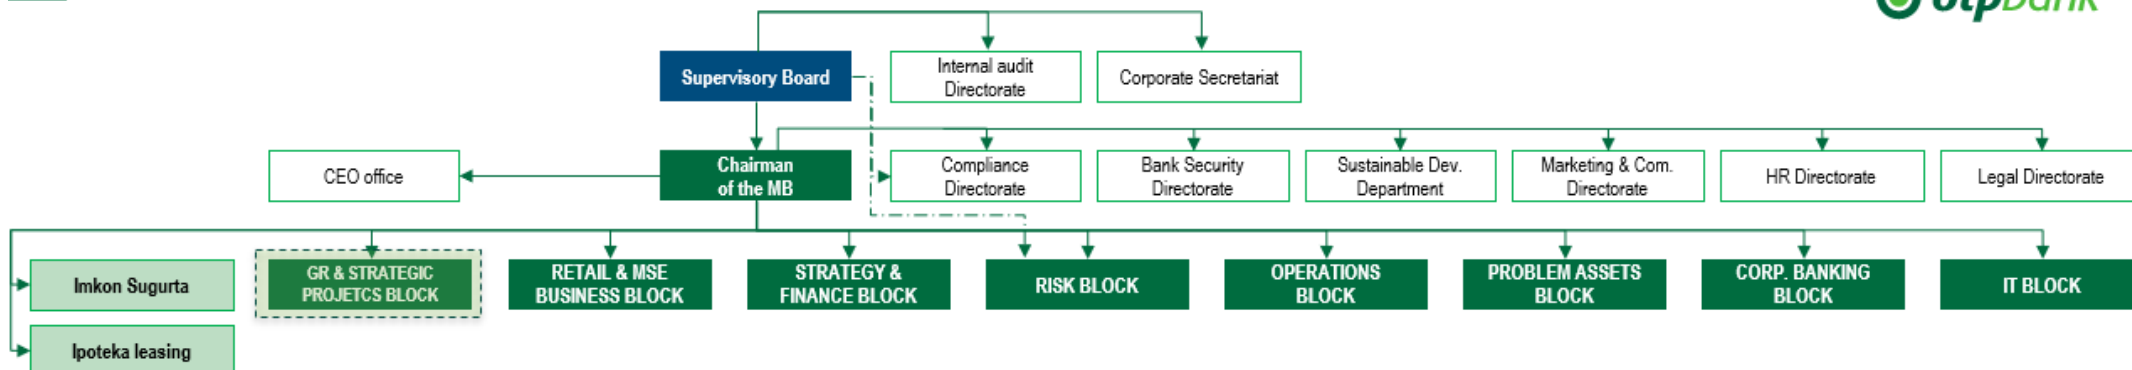 otpbank
Supervisory Board
Internal audit
Directorate
Corporate Secretariat
CEO office
Chairman
of the MB
Compliance
Directorate
Bank Security
Directorate
Sustainable Dev.
Department
Marketing & Com.
Directorate
HR Directorate
Legal Directorate
Imkon Sugurta
GR & STRATEGIC
PROJETCS BLOCK
RETAIL & MSE
BUSINESS BLOCK
STRATEGY &
FINANCE BLOCK
RISK BLOCK
OPERATIONS
BLOCK
PROBLEM ASSETS
BLOCK
CORP. BANKING
BLOCK
IT BLOCK
Ipoteka leasing